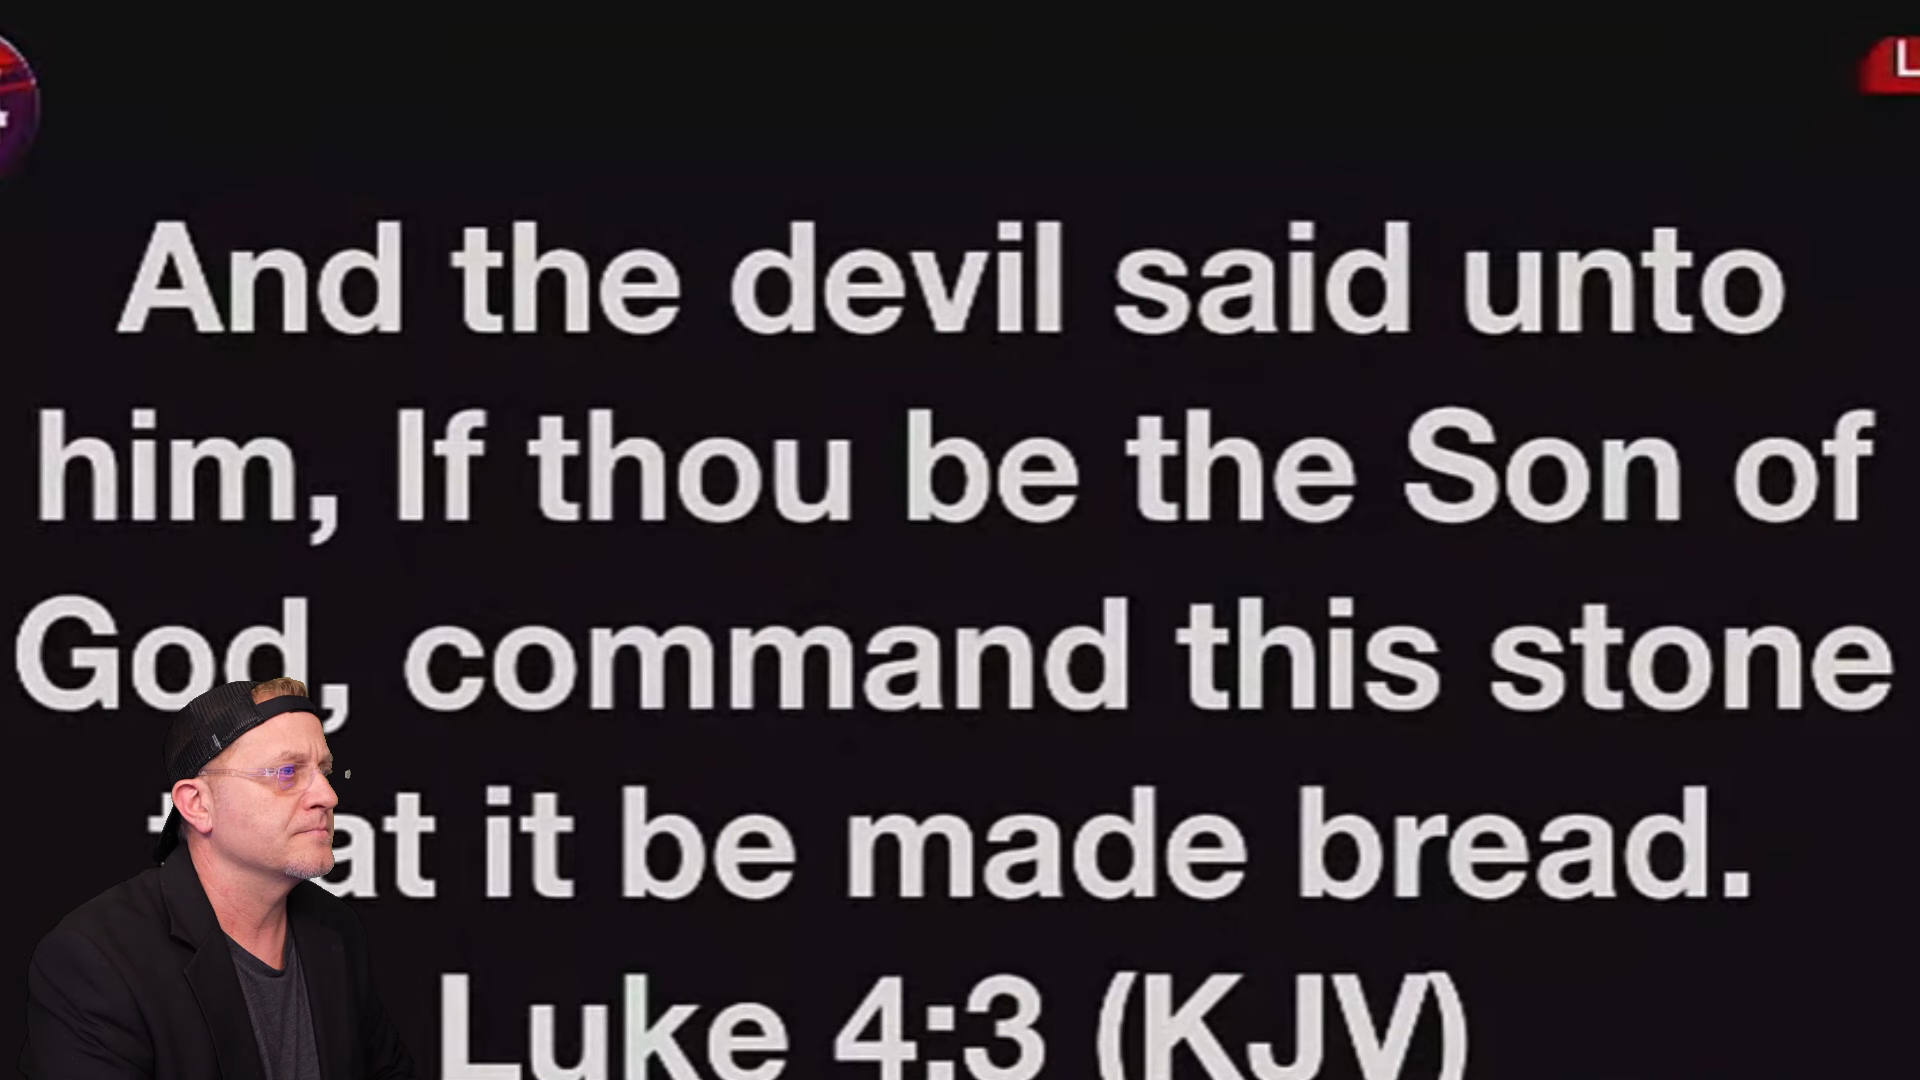 And the devil said unto
him, If thou be the Son of
God, command this stone
at it be made bread.
Luke 4:3 (KJV)